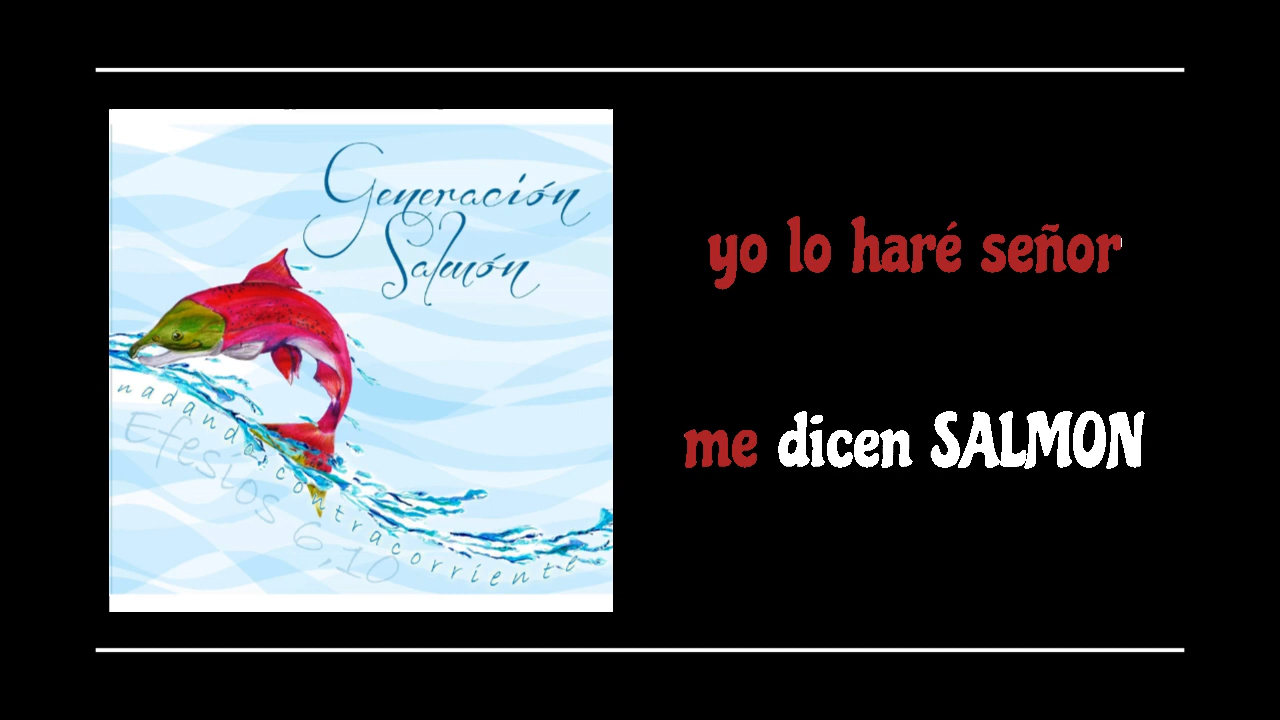 Generación
Salmón
nadando contracorriente
Efesios 6,10
yo lo haré señor
me dicen SALMON